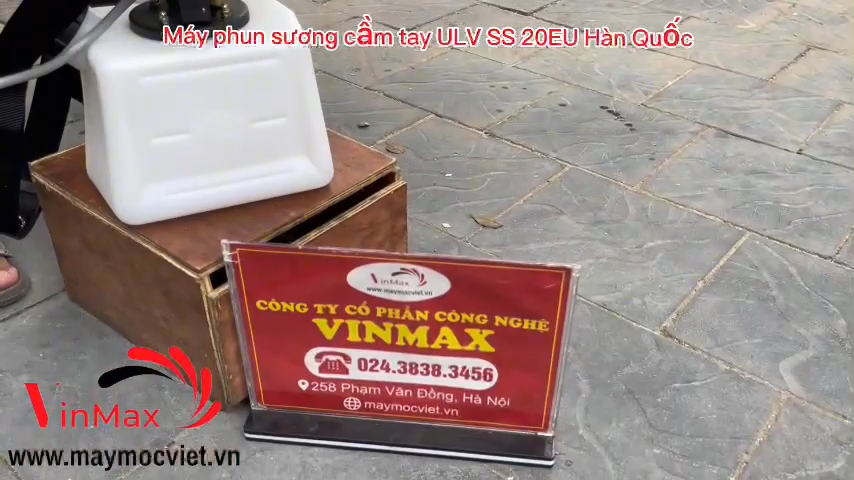 Máy phun sương cầm tay ULV SS 20EU Hàn Quốc
VinMax
www.maymocviet.vn
CÔNG TY CỔ PHẦN CÔNG NGHỆ
VINMAX
024.3838.3456
258 Phạm Văn Đồng, Hà Nội
maymocviet.vn
VinMax
www.maymocviet.vn